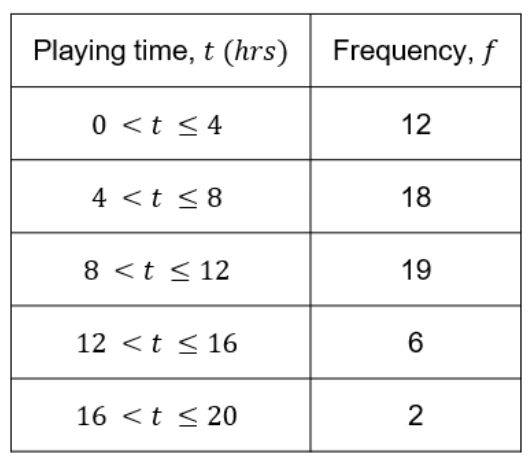 Playing time, t (hrs) Frequency, f
0 < t ≤ 4 12
4 < t ≤ 8 18
8 < t ≤ 12 19
12 < t ≤ 16 6
16 < t ≤ 20 2